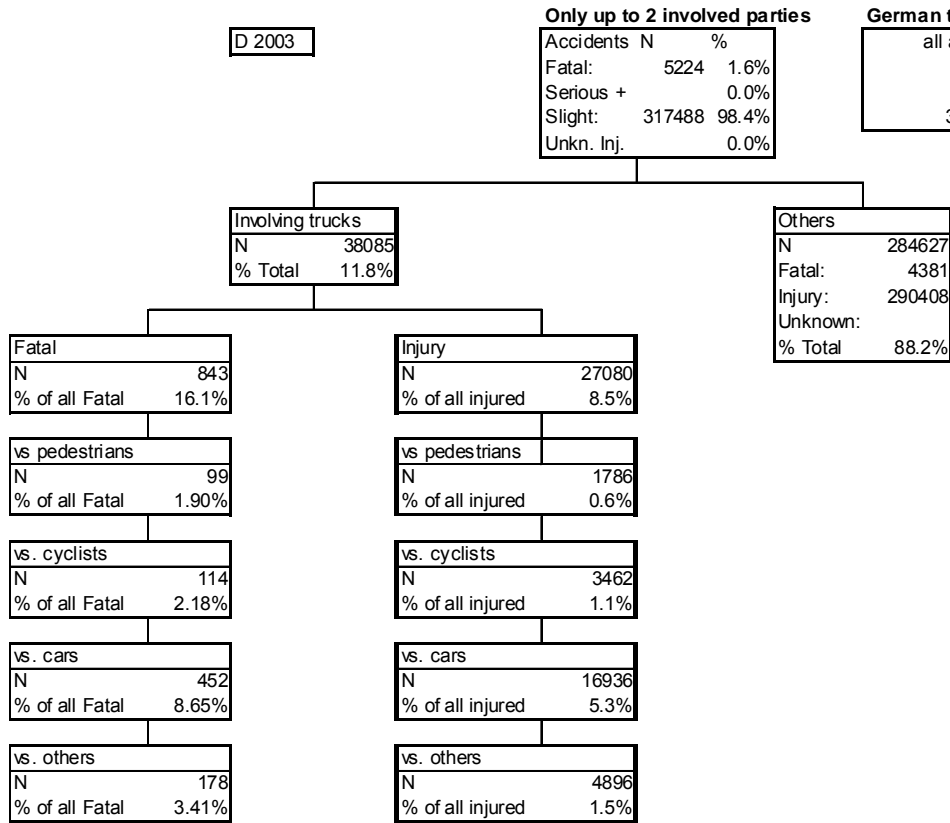 Only up to 2 involved parties
German t
D 2003
Accidents N %
Fatal: 5224 1.6%
Serious + 0.0%
Slight: 317488 98.4%
Unkn. Inj. 0.0%
all a
3
Involving trucks
N 38085
% Total 11.8%
Others
N 284627
Fatal: 4381
Injury: 290408
Unknown:
% Total 88.2%
Fatal
N 843
% of all Fatal 16.1%
Injury
N 27080
% of all injured 8.5%
vs pedestrians
N 99
% of all Fatal 1.90%
vs pedestrians
N 1786
% of all injured 0.6%
vs. cyclists
N 114
% of all Fatal 2.18%
vs. cyclists
N 3462
% of all injured 1.1%
vs. cars
N 452
% of all Fatal 8.65%
vs. cars
N 16936
% of all injured 5.3%
vs. others
N 178
% of all Fatal 3.41%
vs. others
N 4896
% of all injured 1.5%